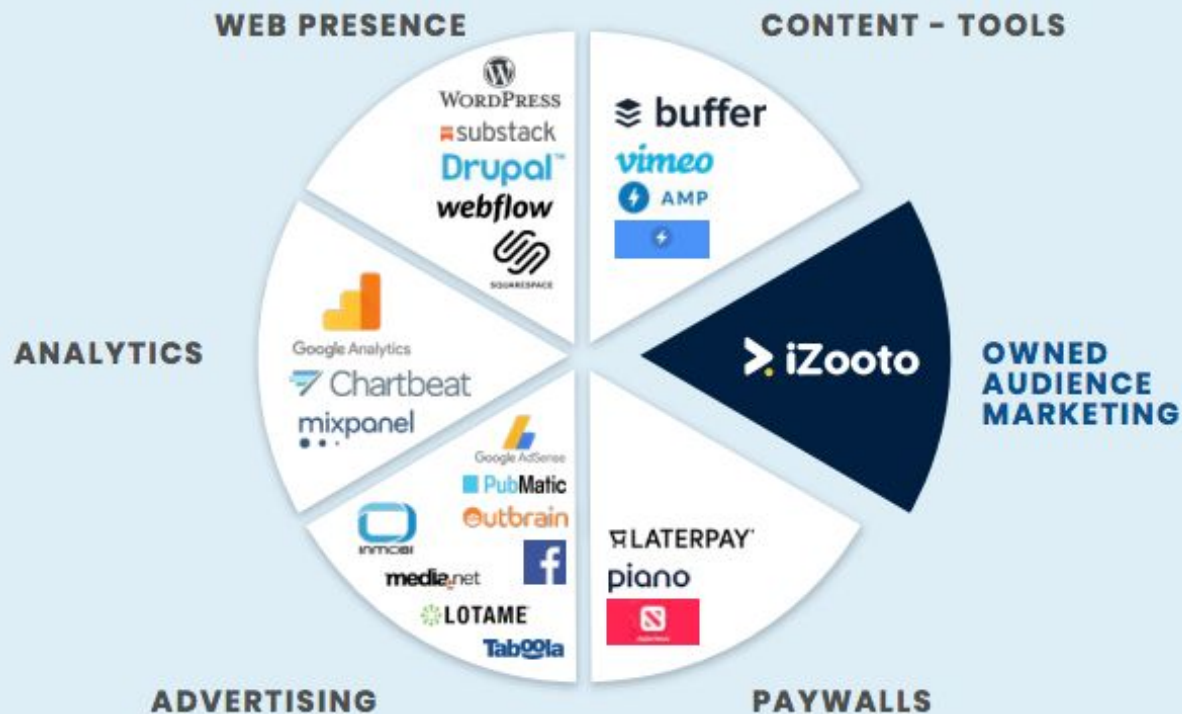 WEB PRESENCE
CONTENT - TOOLS
WORDPRESS
substack
Drupal™
webflow
SQUARESPACE
buffer
vimeo
AMP
ANALYTICS
Google Analytics
Chartbeat
mixpanel
iZooto
OWNED
AUDIENCE
MARKETING
Google AdSense
PubMatic
Outbrain
INMOBI
media.net
LOTAME
Taboola
LATERPAY
piano
ADVERTISING
PAYWALLS